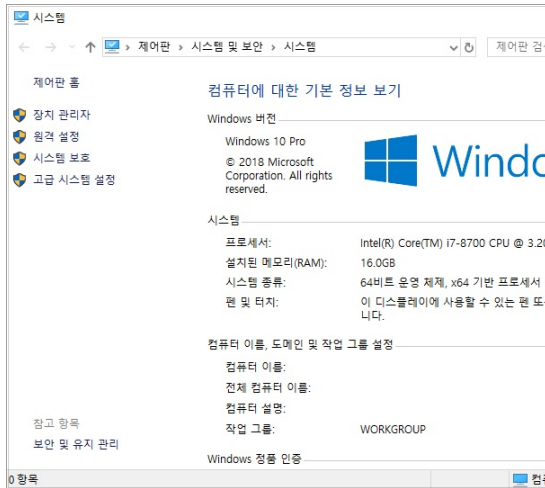 시스템
제어판 › 시스템 및 보안 › 시스템
제어판
제어판 홈
장치 관리자
원격 설정
시스템 보호
고급 시스템 설정
컴퓨터에 대한 기본 정보 보기
Windows 버전
Windows 10 Pro
© 2018 Microsoft
Corporation. All rights
reserved.
시스템
프로세서: Intel(R) Core(TM) i7-8700 CPU @ 3.20
설치된 메모리(RAM): 16.0GB
시스템 종류: 64비트 운영 체제, x64 기반 프로세서
펜 및 터치: 이 디스플레이에 사용할 수 있는 펜
니다.
컴퓨터 이름, 도메인 및 작업 그룹 설정
컴퓨터 이름:
전체 컴퓨터 이름:
컴퓨터 설명:
작업 그룹: WORKGROUP
Windows 정품 인증
참고 항목
보안 및 유지 관리
0 항목